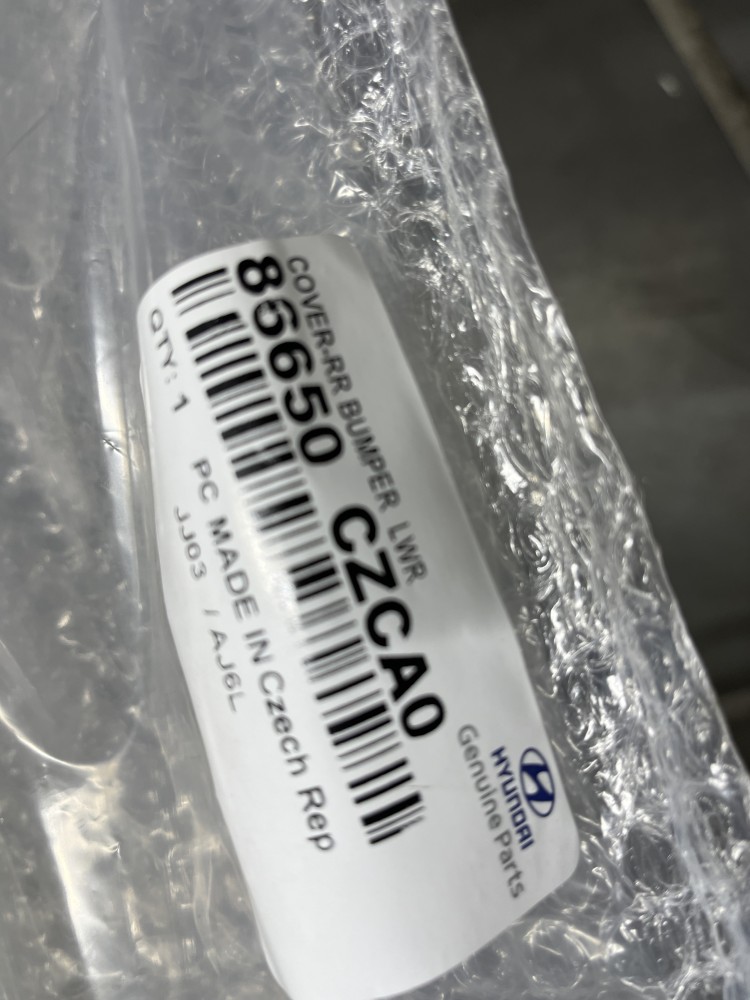 COVER-RR BUMPER LWR
86650 CZCA0
QTY: 1 PC MADE IN Czech Rep
JJ03 / AJ6L
HYUNDAI
Genuine Parts